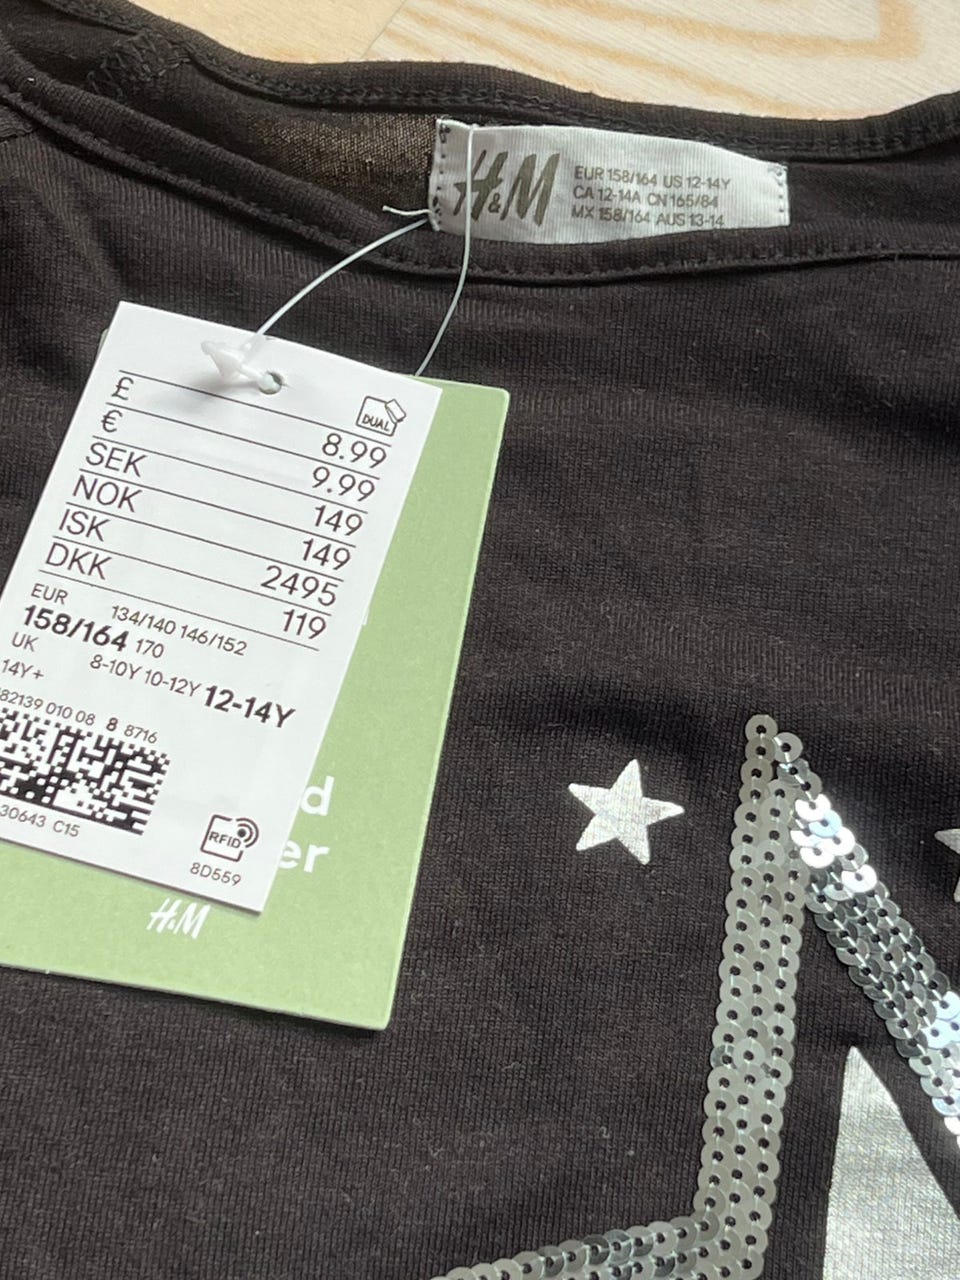 H&M
EUR 158/164 US 12-14Y
CA 12-14A CN 165/84
MX 158/164 AUS 13-14
DUAL
£ 8.99
€ 9.99
SEK 149
NOK 149
ISK 2495
DKK 119
EUR 134/140 146/152
158/164 170
UK 8-10Y 10-12Y 12-14Y
14Y+
82139 010 08 8 8716
30643 C15
RFID
8D559
d
er
H&M